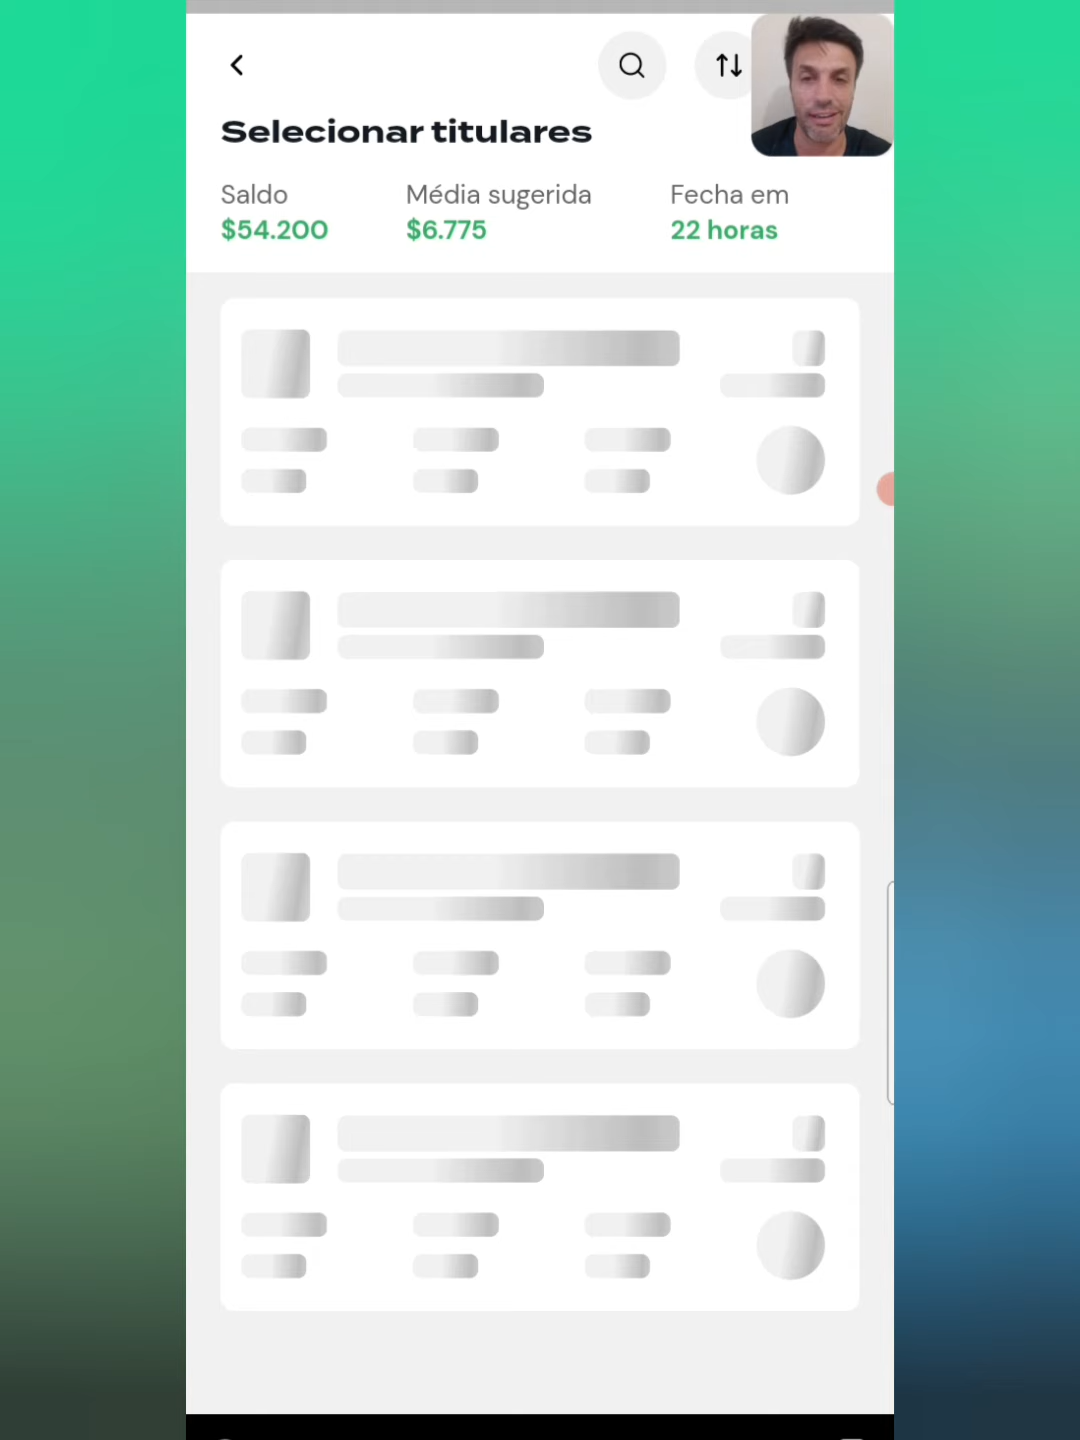 Selecionar titulares
Saldo
Média sugerida
Fecha em
$54.200
$6.775
22 horas